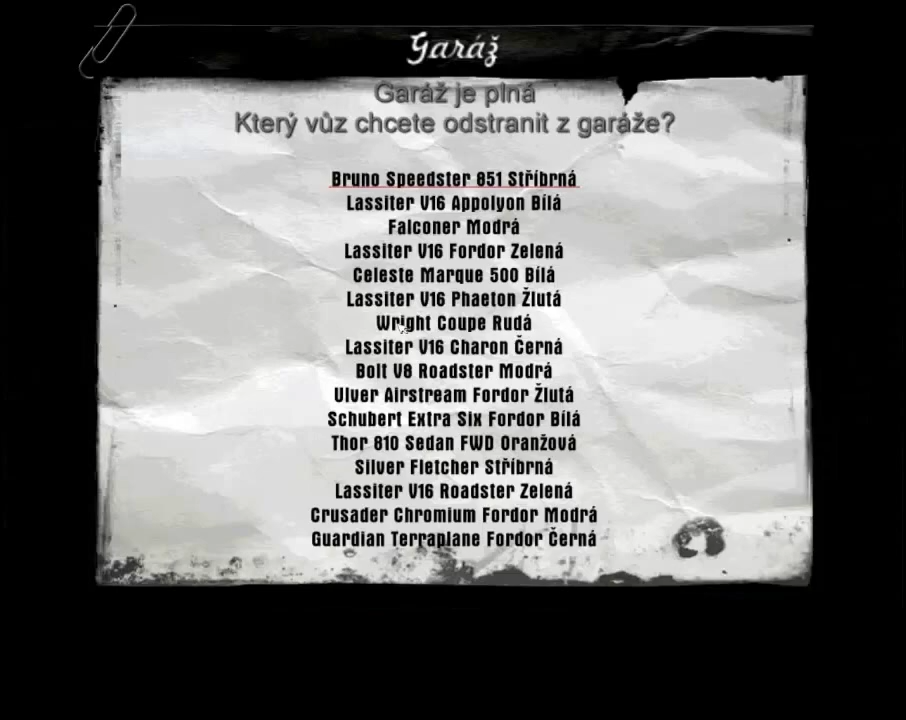 Garáž
Garáž je plná
Který vůz chcete odstranit z garáže?
Bruno Speedster 851 Stříbrná
Lassiter V16 Appolyon Bílá
Falconer Modrá
Lassiter V16 Fordor Zelená
Celeste Marque 500 Bílá
Lassiter V16 Phaeton Žlutá
Wright Coupe Rudá
Lassiter V16 Charon Černá
Bolt V8 Roadster Modrá
Ulver Airstream Fordor Žlutá
Schubert Extra Six Fordor Bílá
Thor 810 Sedan FWD Oranžová
Silver Fletcher Stříbrná
Lassiter V16 Roadster Zelená
Crusader Chromium Fordor Modrá
Guardian Terraplane Fordor Černá